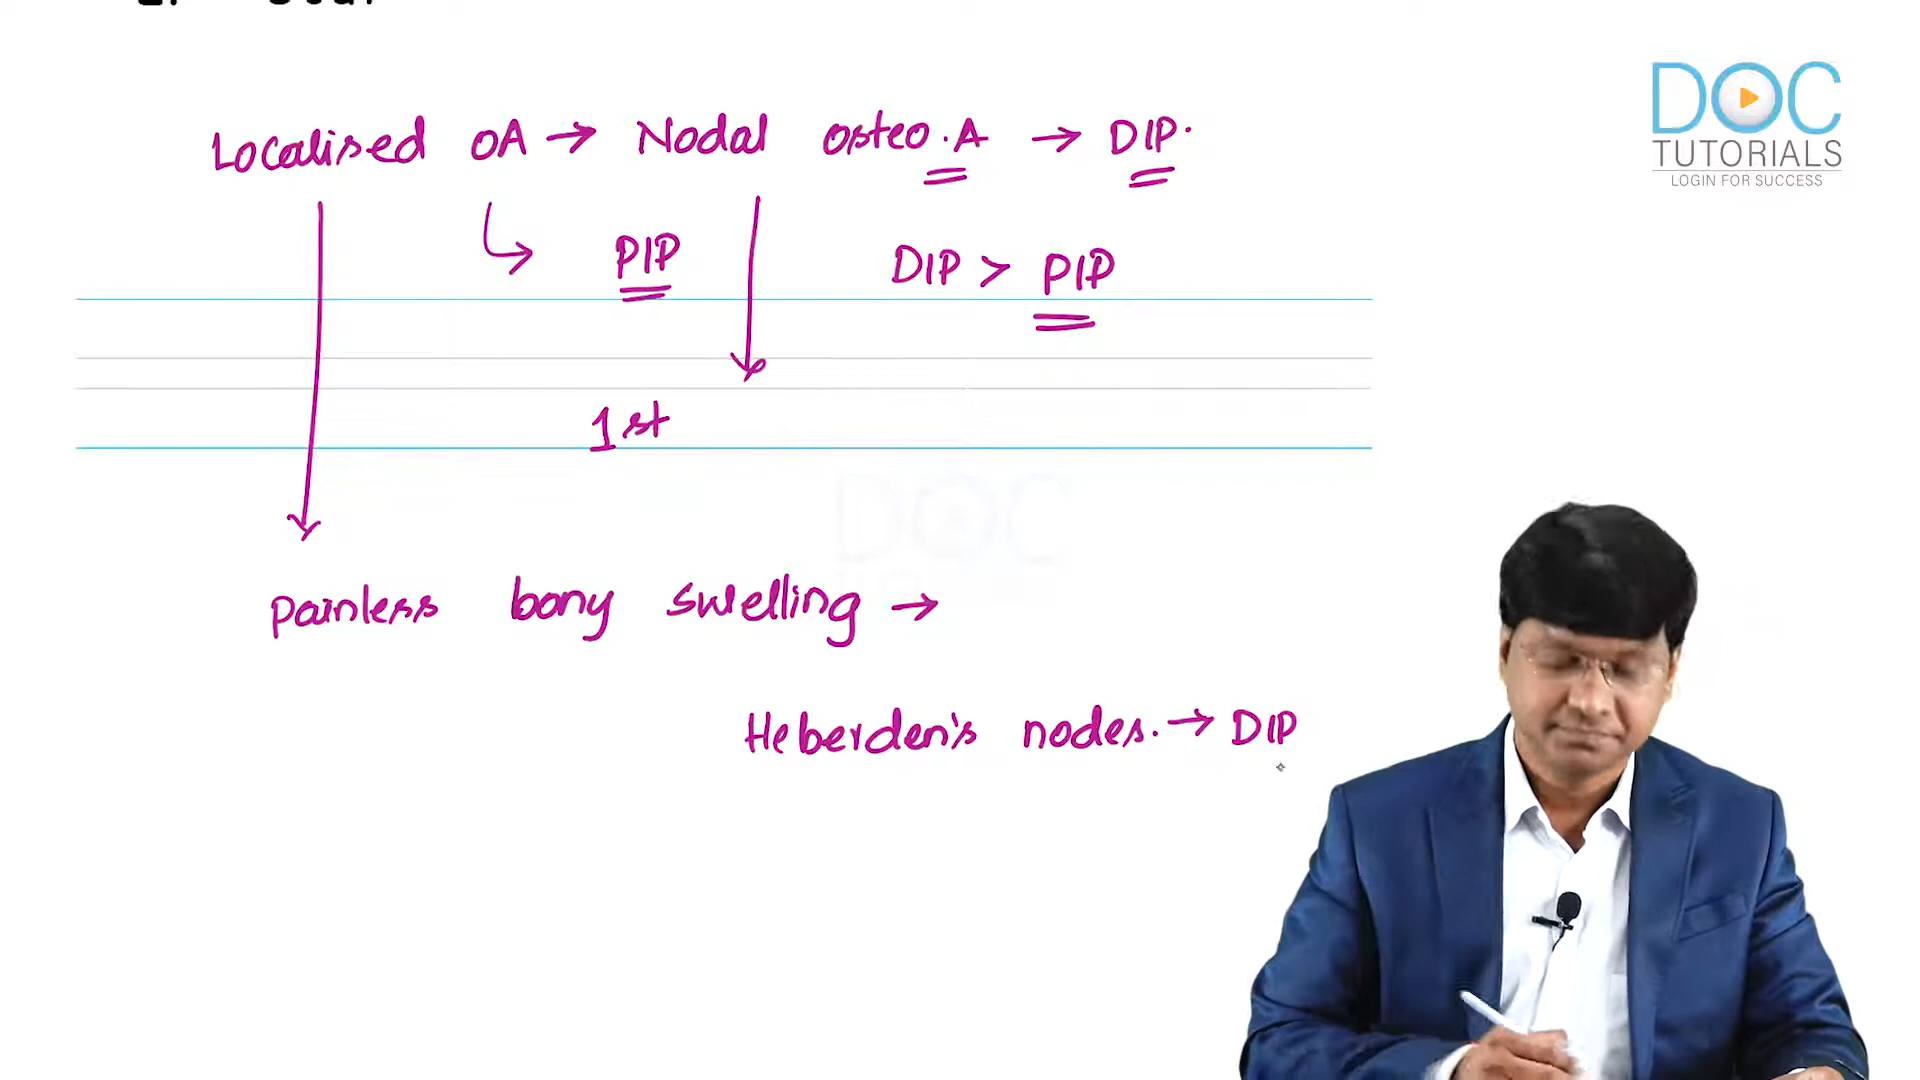 Localised OA → Nodal osteo.A → DIP.
PIP DIP > PIP
1st
painless bony swelling →
Heberden's nodes. → DIP
DOC
TUTORIALS
LOGIN FOR SUCCESS
DOC